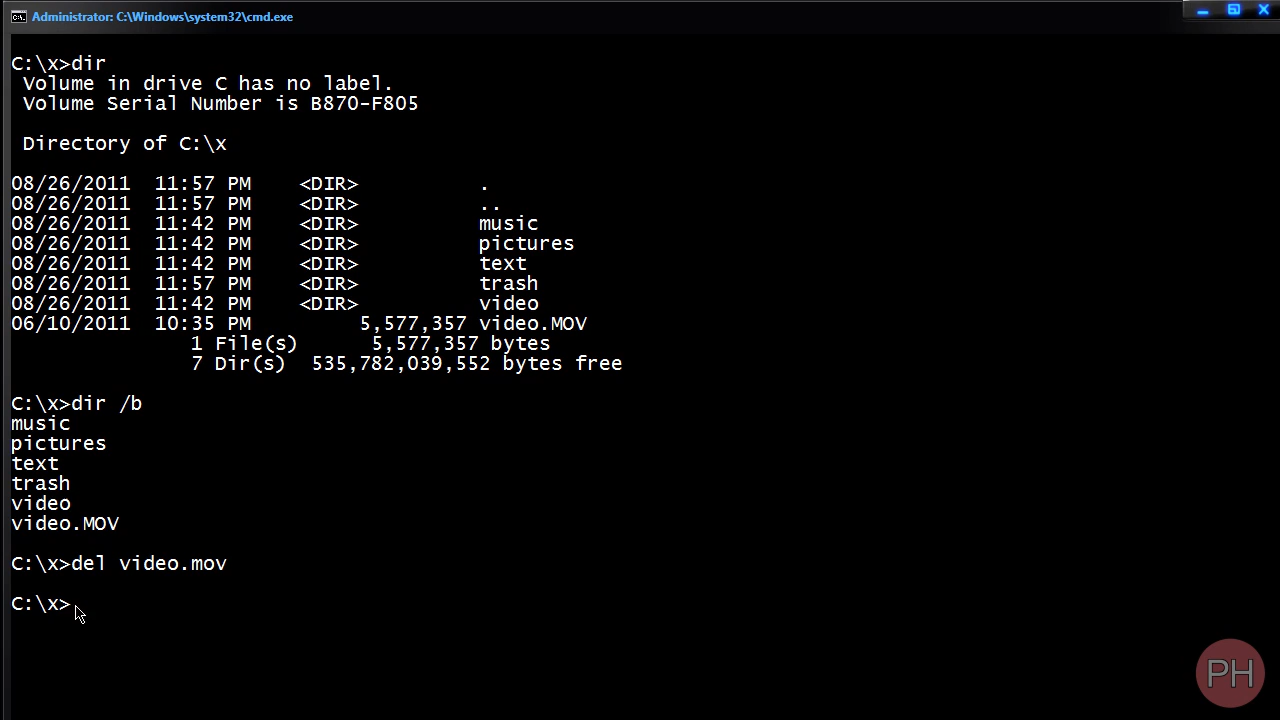 Administrator: C:\Windows\system32\cmd.exe
C:\x>dir
Volume in drive C has no label.
Volume Serial Number is B870-F805
Directory of C:\x
08/26/2011  11:57 PM    <DIR>          .
08/26/2011  11:57 PM    <DIR>          ..
08/26/2011  11:42 PM    <DIR>          music
08/26/2011  11:42 PM    <DIR>          pictures
08/26/2011  11:42 PM    <DIR>          text
08/26/2011  11:57 PM    <DIR>          trash
08/26/2011  11:42 PM    <DIR>          video
06/10/2011  10:35 PM         5,577,357 video.MOV
1 File(s)      5,577,357 bytes
7 Dir(s)  535,782,039,552 bytes free
C:\x>dir /b
music
pictures
text
trash
video
video.MOV
C:\x>del video.mov
C:\x>
PH